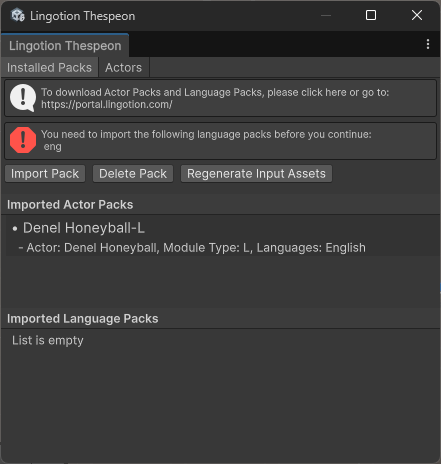 Lingotion Thespeon
Lingotion Thespeon
Installed Packs Actors
To download Actor Packs and Language Packs, please click here or go to:
https://portal.lingotion.com/
You need to import the following language packs before you continue:
eng
Import Pack Delete Pack Regenerate Input Assets
Imported Actor Packs
• Denel Honeyball-L
- Actor: Denel Honeyball, Module Type: L, Languages: English
Imported Language Packs
List is empty